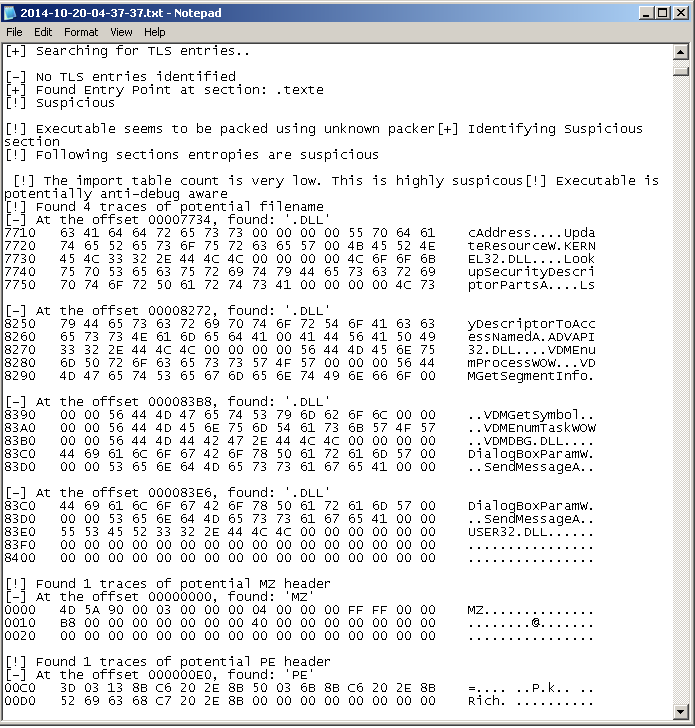 2014-10-20-04-37-37.txt - Notepad
File Edit Format View Help
[+] Searching for TLS entries..
[-] No TLS entries identified
[+] Found Entry Point at section: .texte
[!] Suspicious
[!] Executable seems to be packed using unknown packer[+] Identifying Suspicious
section
[!] Following sections entropies are suspicious
[!] The import table count is very low. This is highly suspicous[!] Executable is
potentially anti-debug aware
[!] Found 4 traces of potential filename
[-] At the offset 00007734, found: '.DLL'
7710 63 41 64 64 72 65 73 73 00 00 00 00 55 70 64 61 cAddress....Upda
7720 74 65 52 65 73 6F 75 72 63 65 57 00 4B 45 52 4E teResourceW.KERN
7730 45 4C 33 32 2E 44 4C 4C 00 00 00 00 4C 6F 6F 6B EL32.DLL....Look
7740 75 70 53 65 63 75 72 69 74 79 44 65 73 63 72 69 upSecurityDescri
7750 70 74 6F 72 50 61 72 74 73 41 00 00 00 00 4C 73 ptorPartsA....Ls
[-] At the offset 00008272, found: '.DLL'
8250 79 44 65 73 63 72 69 70 74 6F 72 54 6F 41 63 63 yDescriptorToAcc
8260 65 73 73 4E 61 6D 65 64 41 00 41 44 56 41 50 49 essNamedA.ADVAPI
8270 33 32 2E 44 4C 4C 00 00 00 00 56 44 4D 45 6E 75 32.DLL....VDMEnu
8280 6D 50 72 6F 63 65 73 73 57 4F 57 00 00 00 56 44 mProcessWOW...VD
8290 4D 47 65 74 53 65 67 6D 65 6E 74 49 6E 66 6F 00 MGetSegmentInfo.
[-] At the offset 000083B8, found: '.DLL'
8390 00 00 56 44 4D 47 65 74 53 79 6D 62 6F 6C 00 00 ..VDMGetSymbol..
83A0 00 00 56 44 4D 45 6E 75 6D 54 61 73 6B 57 4F 57 ..VDMEnumTaskWOW
83B0 00 00 56 44 4D 44 42 47 2E 44 4C 4C 00 00 00 00 ..VDMDBG.DLL....
83C0 44 69 61 6C 6F 67 42 6F 78 50 61 72 61 6D 57 00 DialogBoxParamW.
83D0 00 00 53 65 6E 64 4D 65 73 73 61 67 65 41 00 00 ..SendMessageA..
[-] At the offset 000083E6, found: '.DLL'
83C0 44 69 61 6C 6F 67 42 6F 78 50 61 72 61 6D 57 00 DialogBoxParamW.
83D0 00 00 53 65 6E 64 4D 65 73 73 61 67 65 41 00 00 ..SendMessageA..
83E0 55 53 45 52 33 32 2E 44 4C 4C 00 00 00 00 00 00 USER32.DLL......
83F0 00 00 00 00 00 00 00 00 00 00 00 00 00 00 00 00 ................
8400 00 00 00 00 00 00 00 00 00 00 00 00 00 00 00 00 ................
[!] Found 1 traces of potential MZ header
[-] At the offset 00000000, found: 'MZ'
0000 4D 5A 90 00 03 00 00 00 04 00 00 00 FF FF 00 00 MZ..............
0010 B8 00 00 00 00 00 00 00 40 00 00 00 00 00 00 00 ........@.......
0020 00 00 00 00 00 00 00 00 00 00 00 00 00 00 00 00 ................
[!] Found 1 traces of potential PE header
[-] At the offset 000000E0, found: 'PE'
00C0 3D 03 13 8B C6 20 2E 8B 50 03 6B 8B C6 20 2E 8B =.... ..P.k.. ..
00D0 52 69 63 68 C7 20 2E 8B 00 00 00 00 00 00 00 00 Rich. ..........